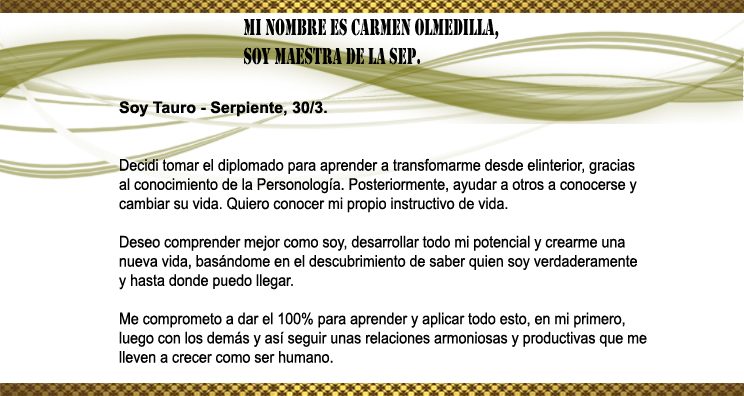 MI NOMBRE ES CARMEN OLMEDILLA,
SOY MAESTRA DE LA SEP.
Soy Tauro - Serpiente, 30/3.
Decidi tomar el diplomado para aprender a transfomarme desde elinterior, gracias
al conocimiento de la Personología. Posteriormente, ayudar a otros a conocerse y
cambiar su vida. Quiero conocer mi propio instructivo de vida.
Deseo comprender mejor como soy, desarrollar todo mi potencial y crearme una
nueva vida, basándome en el descubrimiento de saber quien soy verdaderamente
y hasta donde puedo llegar.
Me comprometo a dar el 100% para aprender y aplicar todo esto, en mi primero,
luego con los demás y así seguir unas relaciones armoniosas y productivas que me
lleven a crecer como ser humano.